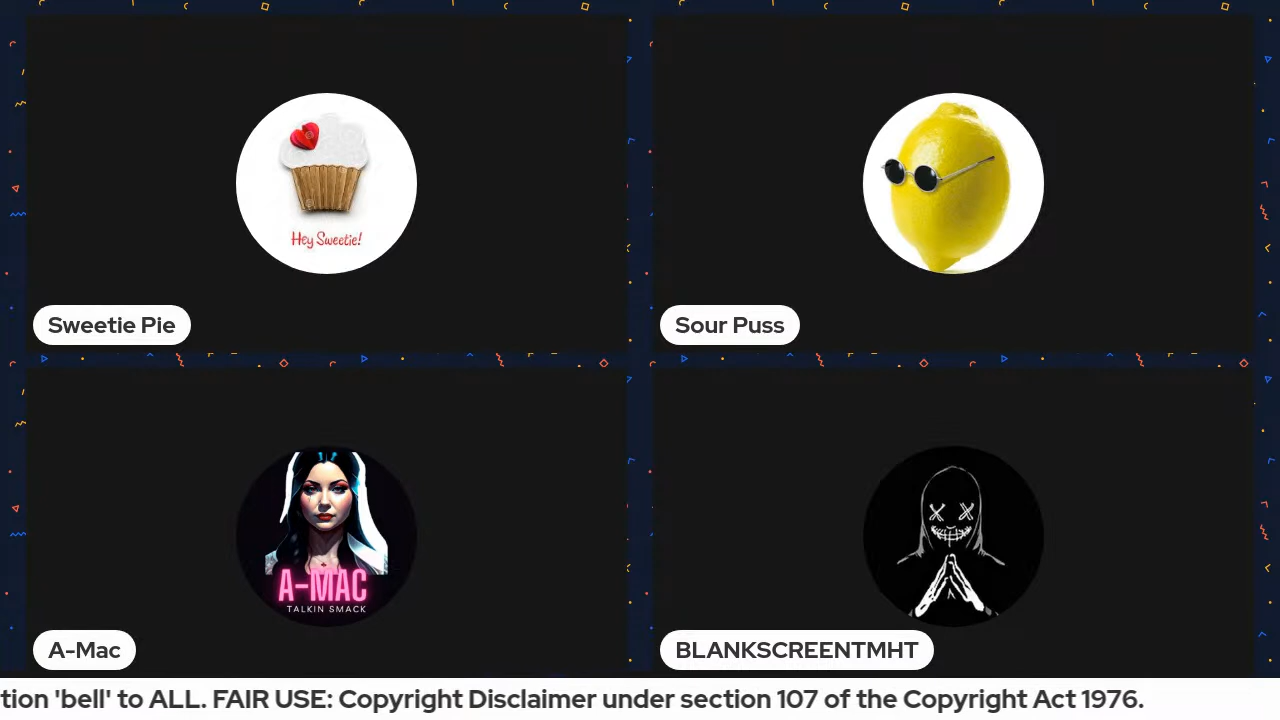 Hey Sweetie!
Sweetie Pie
Sour Puss
A-MAC
TALKIN SMACK
A-Mac
BLANKSCREENTMHT
tion 'bell' to ALL. FAIR USE: Copyright Disclaimer under section 107 of the Copyright Act 1976.